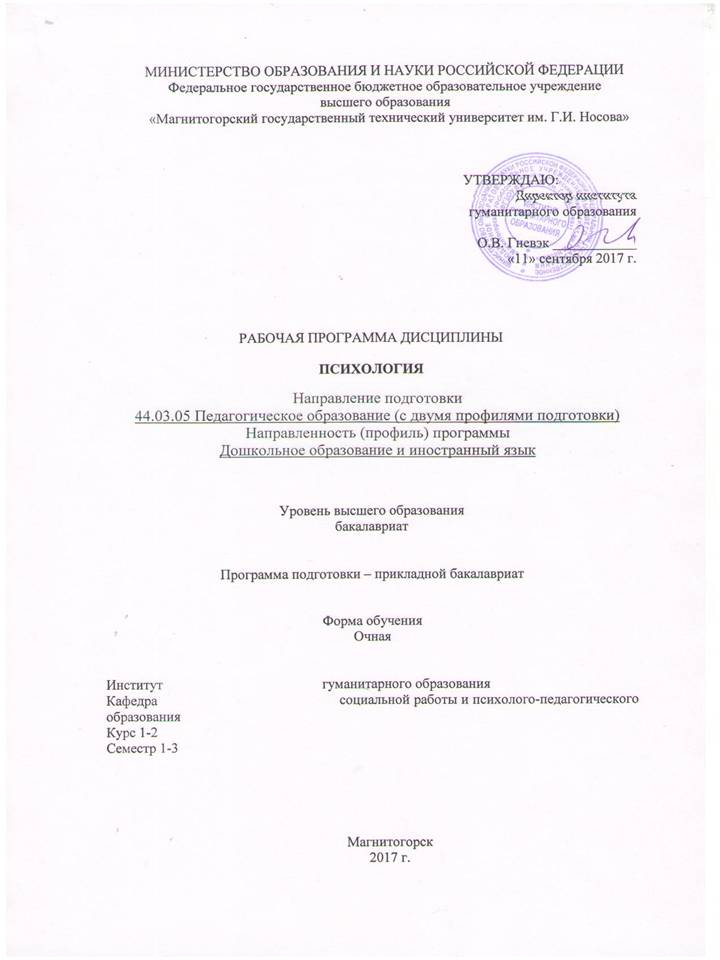 МИНИСТЕРСТВО ОБРАЗОВАНИЯ И НАУКИ РОССИЙСКОЙ ФЕДЕРАЦИИ
Федеральное государственное бюджетное образовательное учреждение
высшего образования
«Магнитогорский государственный технический университет им. Г.И. Носова»
УТВЕРЖДАЮ:
Директор института
гуманитарного образования
О.В. Гневэк
«11» сентября 2017 г.
РАБОЧАЯ ПРОГРАММА ДИСЦИПЛИНЫ
ПСИХОЛОГИЯ
Направление подготовки
44.03.05 Педагогическое образование (с двумя профилями подготовки)
Направленность (профиль) программы
Дошкольное образование и иностранный язык
Уровень высшего образования
бакалавриат
Программа подготовки – прикладной бакалавриат
Форма обучения
Очная
Институт гуманитарного образования
Кафедра социальной работы и психолого-педагогического
образования
Курс 1-2
Семестр 1-3
Магнитогорск
2017 г.